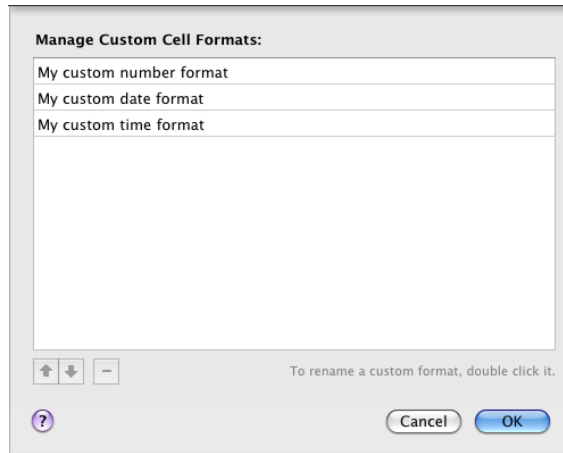 Manage Custom Cell Formats:
My custom number format
My custom date format
My custom time format
To rename a custom format, double click it.
?
Cancel
OK